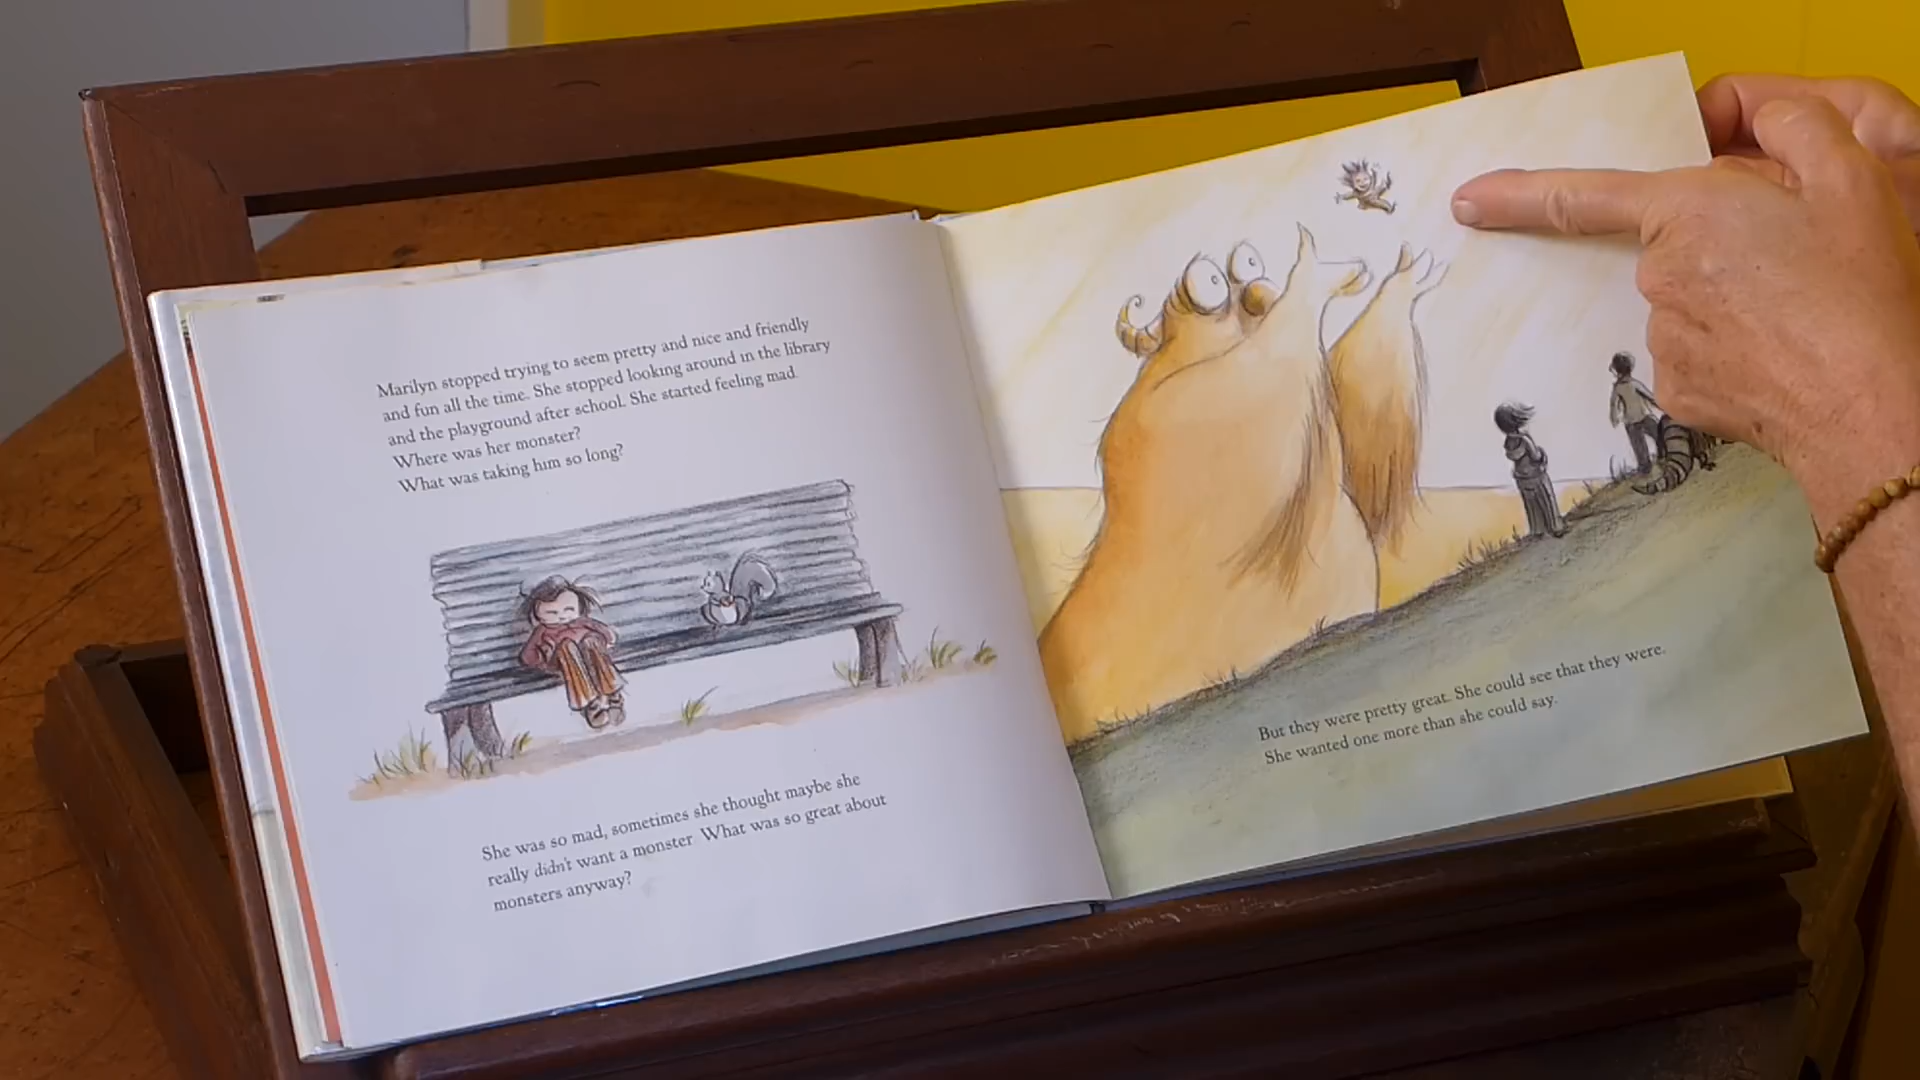 Marilyn stopped trying to seem pretty and nice and friendly
and fun all the time. She stopped looking around in the library
and the playground after school. She started feeling mad.
Where was her monster?
What was taking him so long?
She was so mad, sometimes she thought maybe she
really didn't want a monster. What was so great about
monsters anyway?
But they were pretty great. She could see that they were.
She wanted one more than she could say.